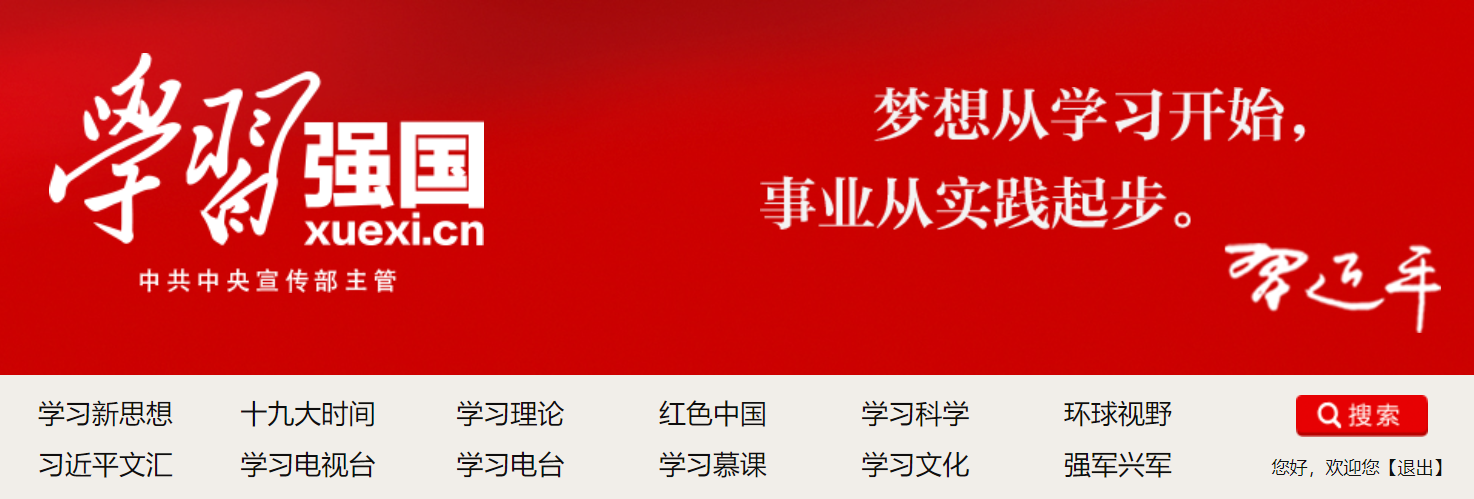 學習强国
xuexi.cn
中共中央宣传部主管
梦想从学习开始，
事业从实践起步。
习近平
学习新思想 十九大时间 学习理论 红色中国 学习科学 环球视野 搜索
习近平文汇 学习电视台 学习电台 学习慕课 学习文化 强军兴军 您好，欢迎您【退出】